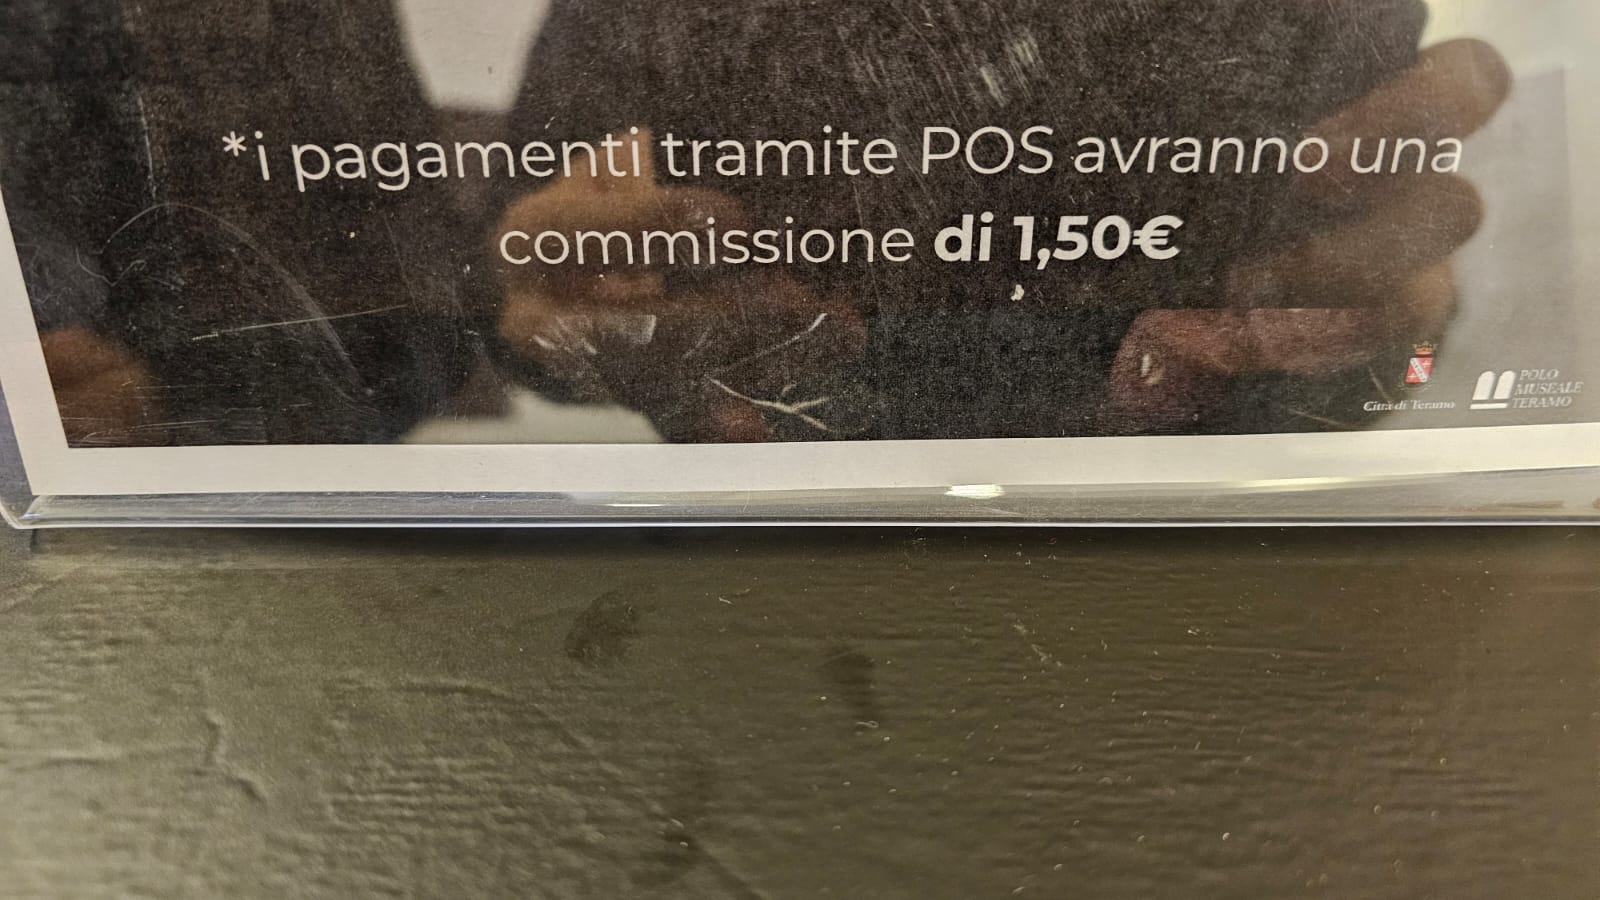 *i pagamenti tramite POS avranno una
commissione di 1,50€
Città di Teramo
POLO
MUSEALE
TERAMO